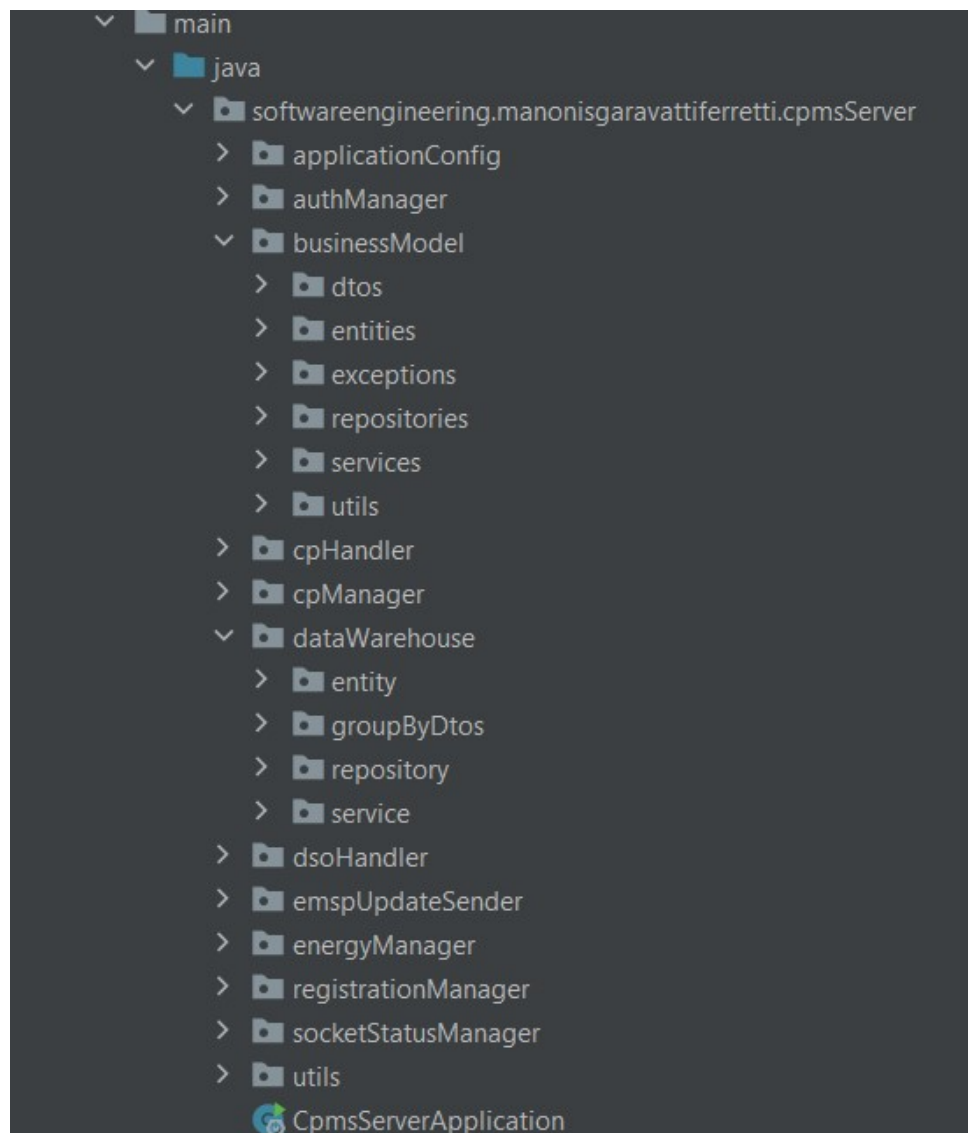 main
java
softwareengineering.manonisgaravattiferretti.cpmsServer
applicationConfig
authManager
businessModel
dtos
entities
exceptions
repositories
services
utils
cpHandler
cpManager
dataWarehouse
entity
groupByDtos
repository
service
dsoHandler
emspUpdateSender
energyManager
registrationManager
socketStatusManager
utils
CpmsServerApplication